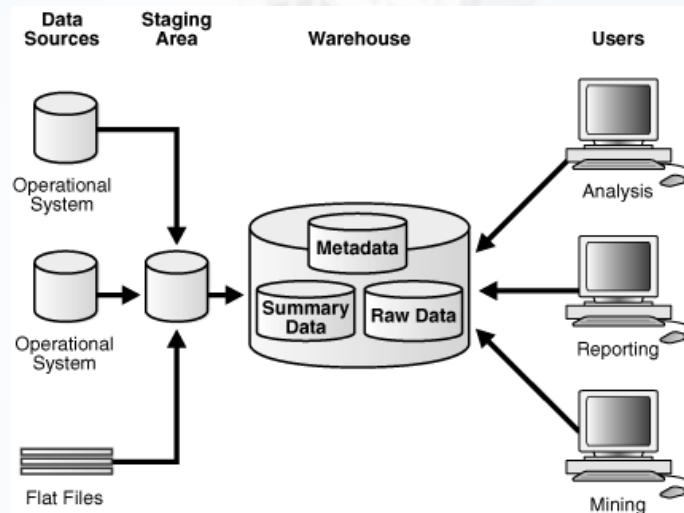 Data
Sources
Staging
Area
Warehouse
Users
Operational
System
Operational
System
Flat Files
Metadata
Summary
Data
Raw Data
Analysis
Reporting
Mining